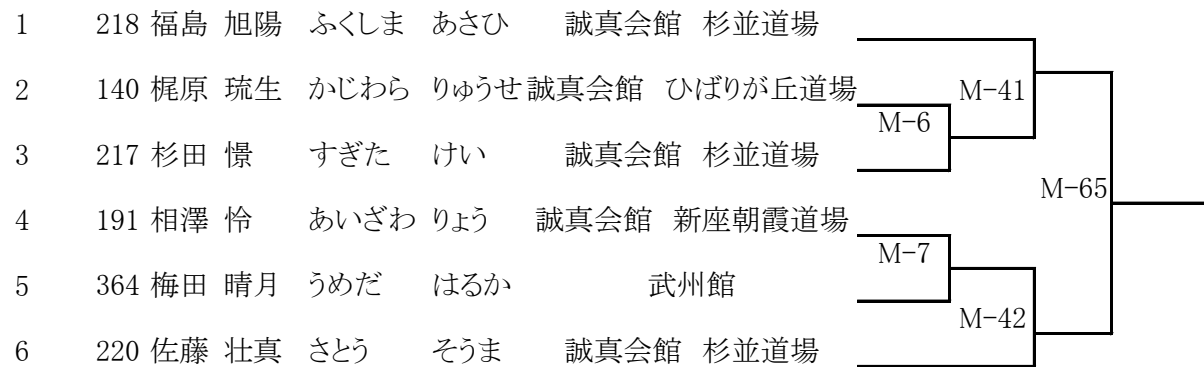 1 218 福島 旭陽 ふくしま あさひ 誠真会館 杉並道場
2 140 梶原 琉生 かじわら りゅうせ 誠真会館 ひばりが丘道場 M-41
M-6
3 217 杉田 憬 すぎた けい 誠真会館 杉並道場
M-65
4 191 相澤 怜 あいざわ りょう 誠真会館 新座朝霞道場
M-7
5 364 梅田 晴月 うめだ はるか 武州館
M-42
6 220 佐藤 壮真 さとう そうま 誠真会館 杉並道場